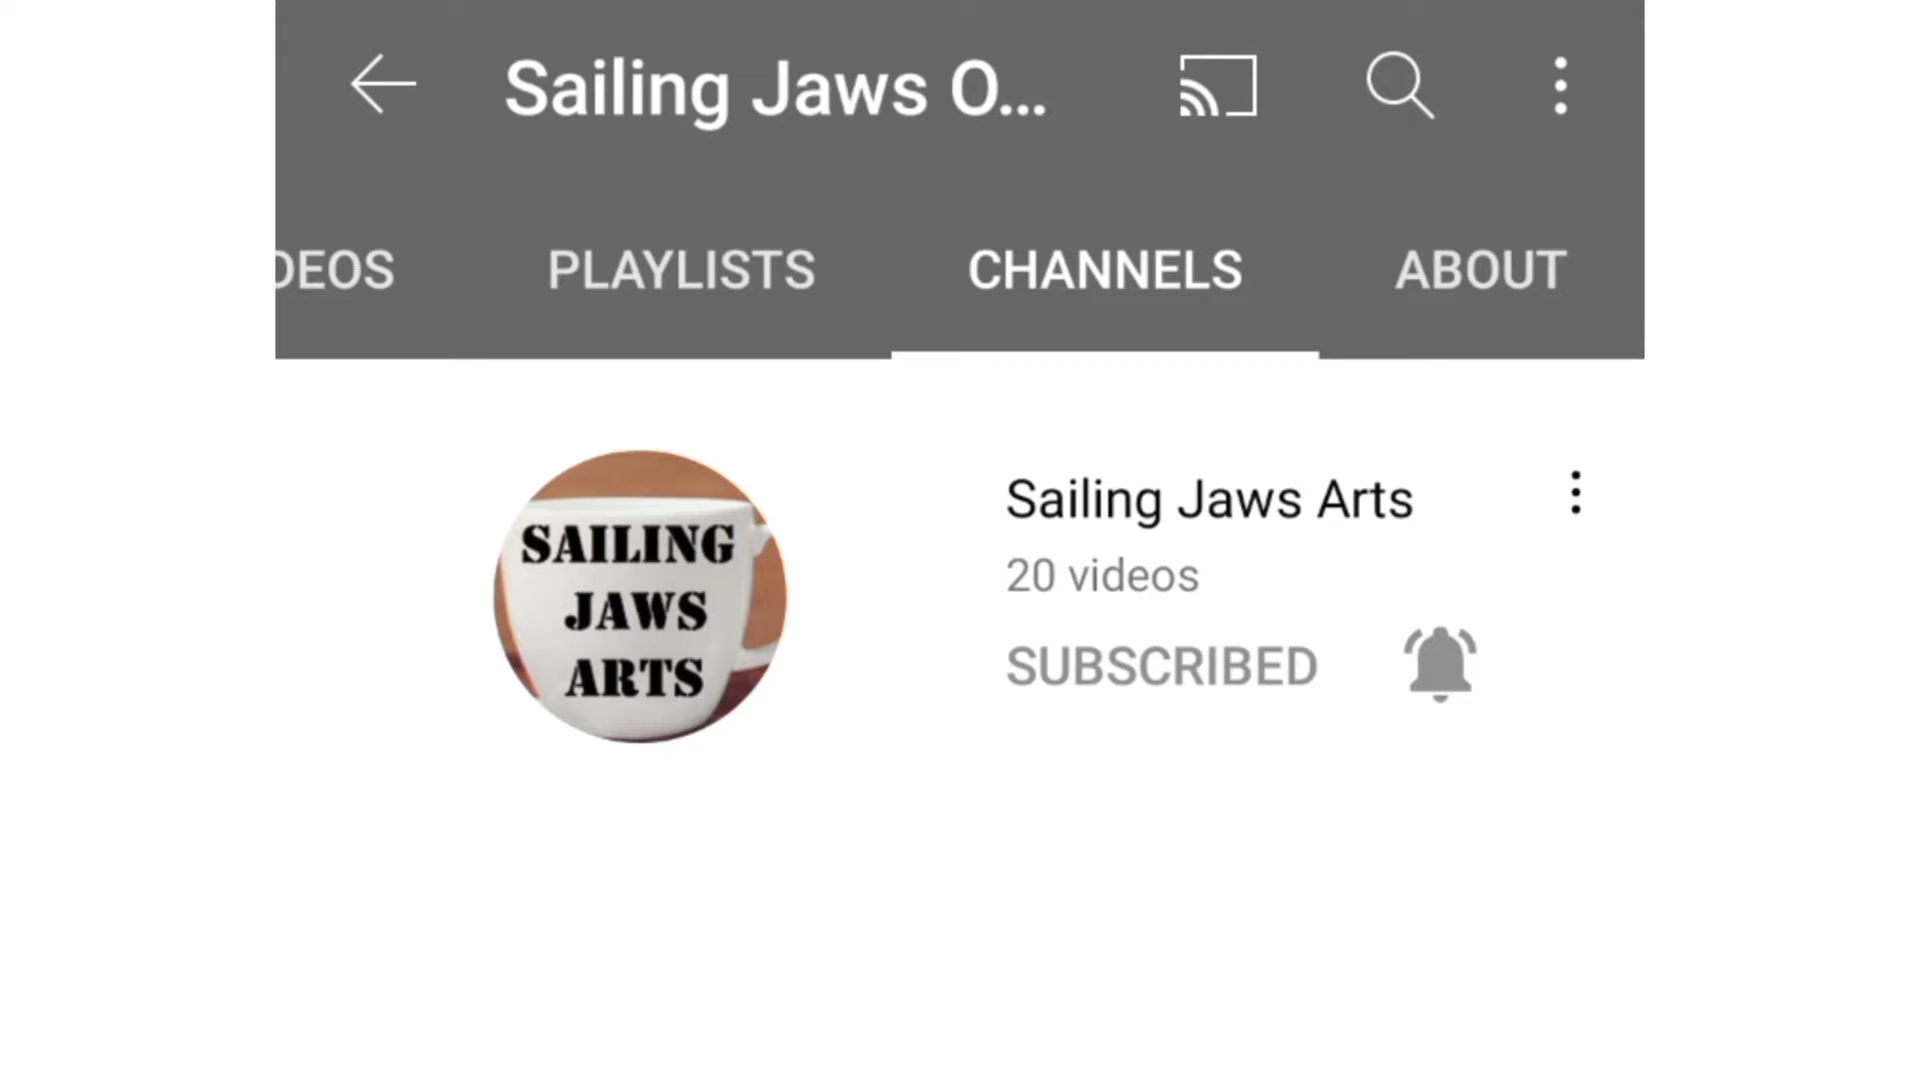 Sailing Jaws O...
DEOS PLAYLISTS CHANNELS ABOUT
SAILING
JAWS
ARTS
Sailing Jaws Arts
20 videos
SUBSCRIBED